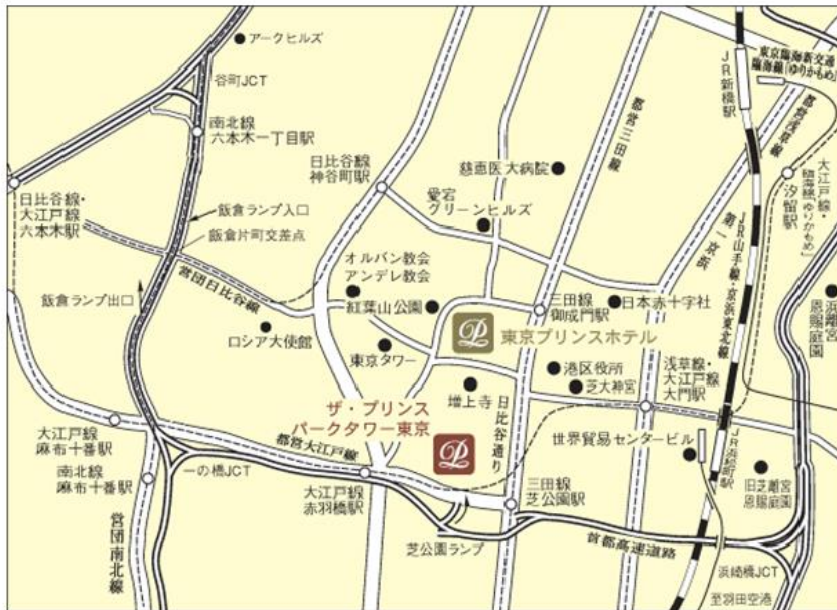 アークヒルズ
谷町JCT
南北線
六本木一丁目駅
東京臨海新交通
臨海線「ゆりかもめ」
JR新橋駅
都営三田線
都営浅草線
日比谷線
神谷町駅
慈恵医大病院
愛宕
グリーンヒルズ
大江戸線・
臨海線「ゆりかもめ」
汐留駅
日比谷線・
大江戸線
六本木駅
飯倉ランプ入口
飯倉片町交差点
第一京浜
JR山手線・京浜東北線
オルバン教会
アンデレ教会
営団日比谷線
飯倉ランプ出口
紅葉山公園
三田線
御成門駅
日本赤十字社
浜離宮
恩賜庭園
ロシア大使館
東京プリンスホテル
東京タワー
港区役所
浅草線・
大江戸線
大門駅
増上寺
芝大神宮
日比谷通り
ザ・プリンス
パークタワー東京
大江戸線
麻布十番駅
都営大江戸線
世界貿易センタービル
JR浜松町駅
南北線
麻布十番駅
一の橋JCT
大江戸線
赤羽橋駅
三田線
芝公園駅
旧芝離宮
恩賜庭園
営団南北線
芝公園ランプ
首都高速道路
浜崎橋JCT
至羽田空港